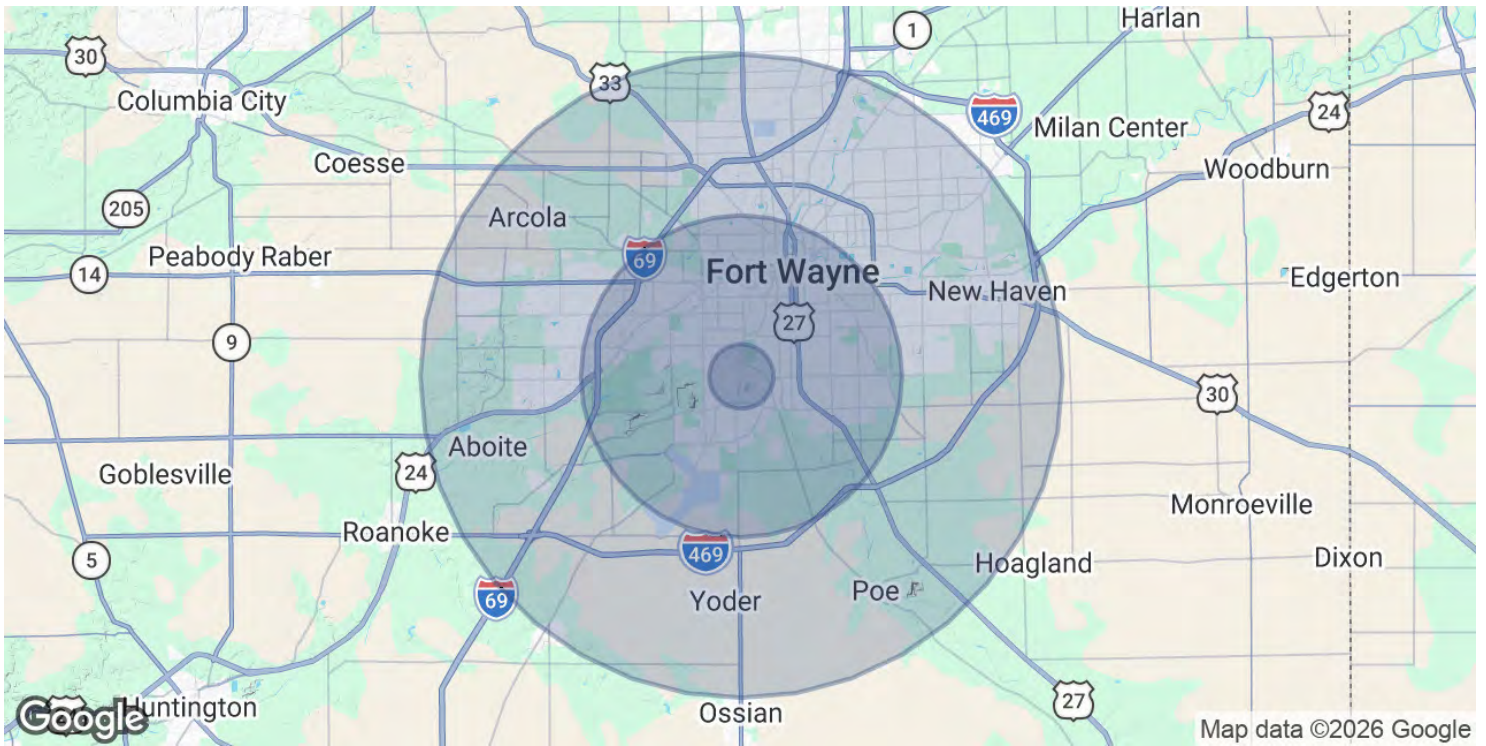 Harlan
1
30
33
Columbia City
24
469
Milan Center
Coesse
Woodburn
205
Arcola
Peabody Raber
69
Fort Wayne
14
Edgerton
New Haven
27
9
30
Aboite
24
Goblesville
Monroeville
Roanoke
469
5
Hoagland
Dixon
69
Yoder
Poe
27
Huntington
Ossian
Google
Map data ©2026 Google